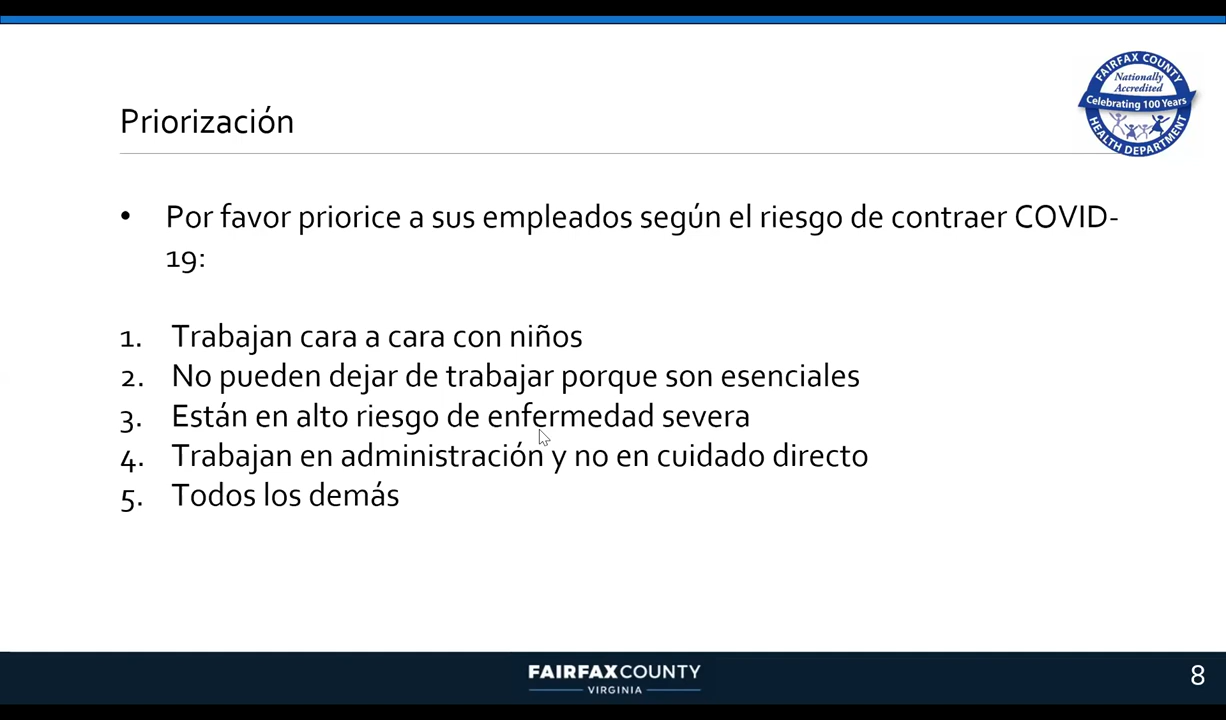 FAIRFAX COUNTY
Nationally
Accredited
Celebrating 100 Years
HEALTH DEPARTMENT
Priorización
• Por favor priorice a sus empleados según el riesgo de contraer COVID-
19:
1. Trabajan cara a cara con niños
2. No pueden dejar de trabajar porque son esenciales
3. Están en alto riesgo de enfermedad severa
4. Trabajan en administración y no en cuidado directo
5. Todos los demás
FAIRFAX COUNTY
VIRGINIA
8